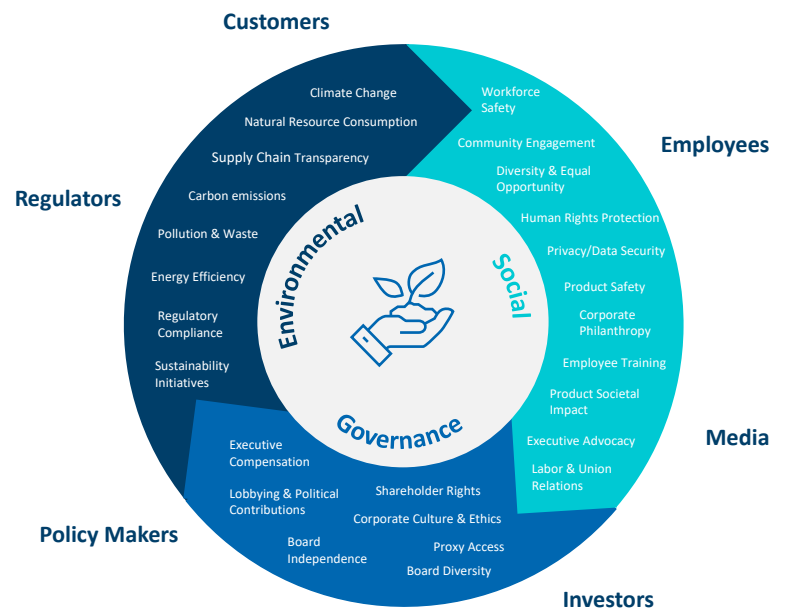 Customers
Climate Change
Natural Resource Consumption
Supply Chain Transparency
Carbon emissions
Pollution & Waste
Energy Efficiency
Regulatory
Compliance
Sustainability
Initiatives
Environmental
Workforce
Safety
Community Engagement
Diversity & Equal
Opportunity
Human Rights Protection
Privacy/Data Security
Product Safety
Corporate
Philanthropy
Employee Training
Product Societal
Impact
Executive Advocacy
Labor & Union
Relations
Social
Executive
Compensation
Lobbying & Political
Contributions
Board
Independence
Shareholder Rights
Corporate Culture & Ethics
Proxy Access
Board Diversity
Governance
Employees
Regulators
Media
Policy Makers
Investors